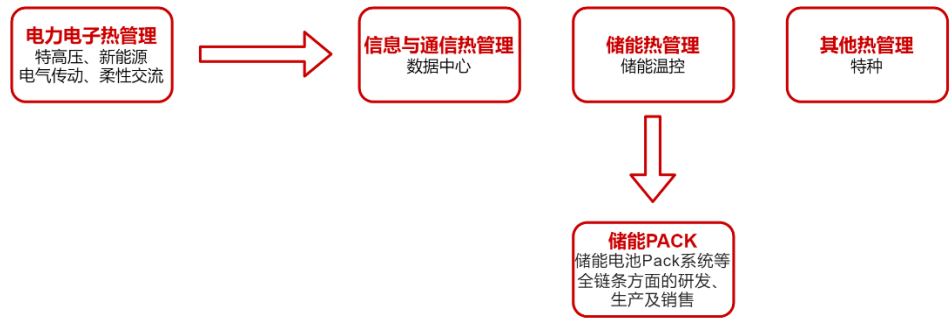 电力电子热管理
特高压、新能源
电气传动、柔性交流
信息与通信热管理
数据中心
储能热管理
储能温控
其他热管理
特种
储能PACK
储能电池Pack系统等
全链条方面的研发、
生产及销售